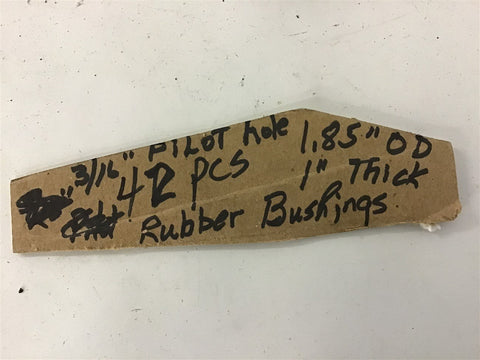 3/16" PILOT hole 1.85" OD
42 pcs 1" Thick
Rubber Bushings